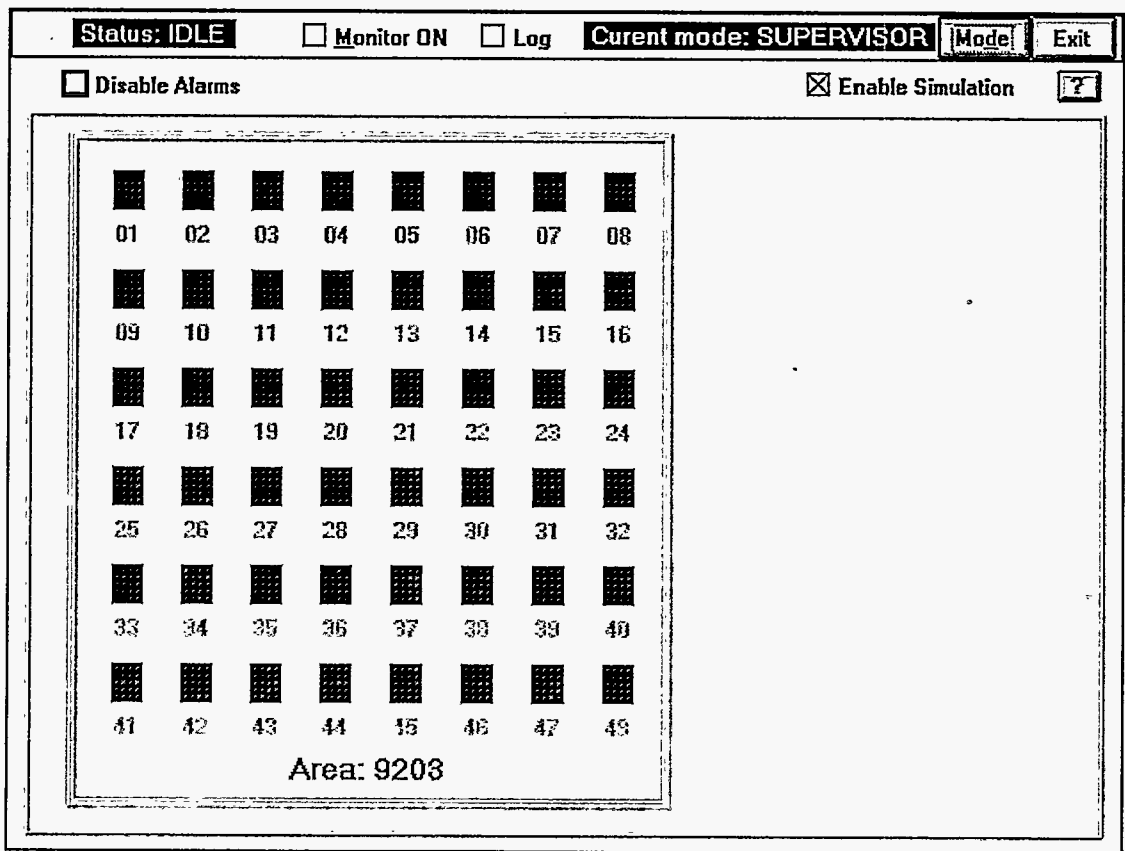 Status: IDLE Monitor ON Log Curent mode: SUPERVISOR Mode Exit
Disable Alarms Enable Simulation ?
01 02 03 04 05 06 07 08
09 10 11 12 13 14 15 16
17 18 19 20 21 22 23 24
25 26 27 28 29 30 31 32
33 34 35 36 37 38 39 40
41 42 43 44 45 46 47
Area: 9203